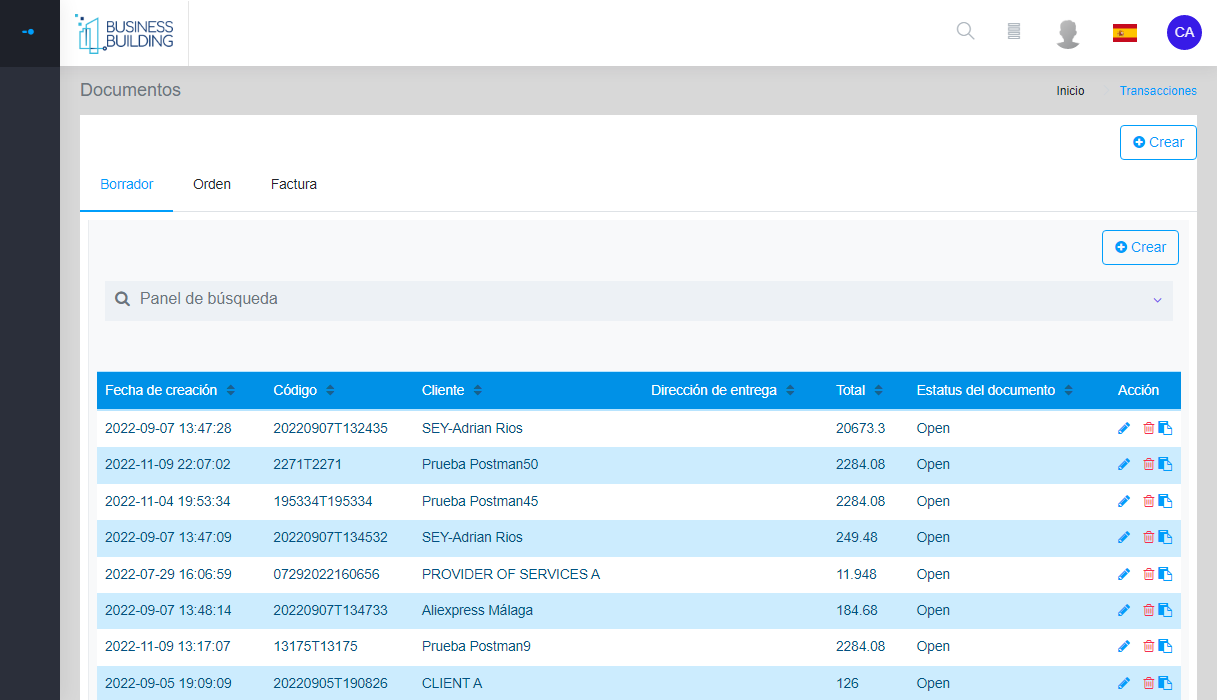 BUSINESS
BUILDING
CA
Documentos
Inicio
Transacciones
Crear
Borrador
Orden
Factura
Crear
Panel de búsqueda
Fecha de creación Código Cliente Dirección de entrega Total Estatus del documento Acción
2022-09-07 13:47:28 20220907T132435 SEY-Adrian Rios 20673.3 Open
2022-11-09 22:07:02 2271T2271 Prueba Postman50 2284.08 Open
2022-11-04 19:53:34 195334T195334 Prueba Postman45 2284.08 Open
2022-09-07 13:47:09 20220907T134532 SEY-Adrian Rios 249.48 Open
2022-07-29 16:06:59 07292022160656 PROVIDER OF SERVICES A 11.948 Open
2022-09-07 13:48:14 20220907T134733 Aliexpress Málaga 184.68 Open
2022-11-09 13:17:07 13175T13175 Prueba Postman9 2284.08 Open
2022-09-05 19:09:09 20220905T190826 CLIENT A 126 Open